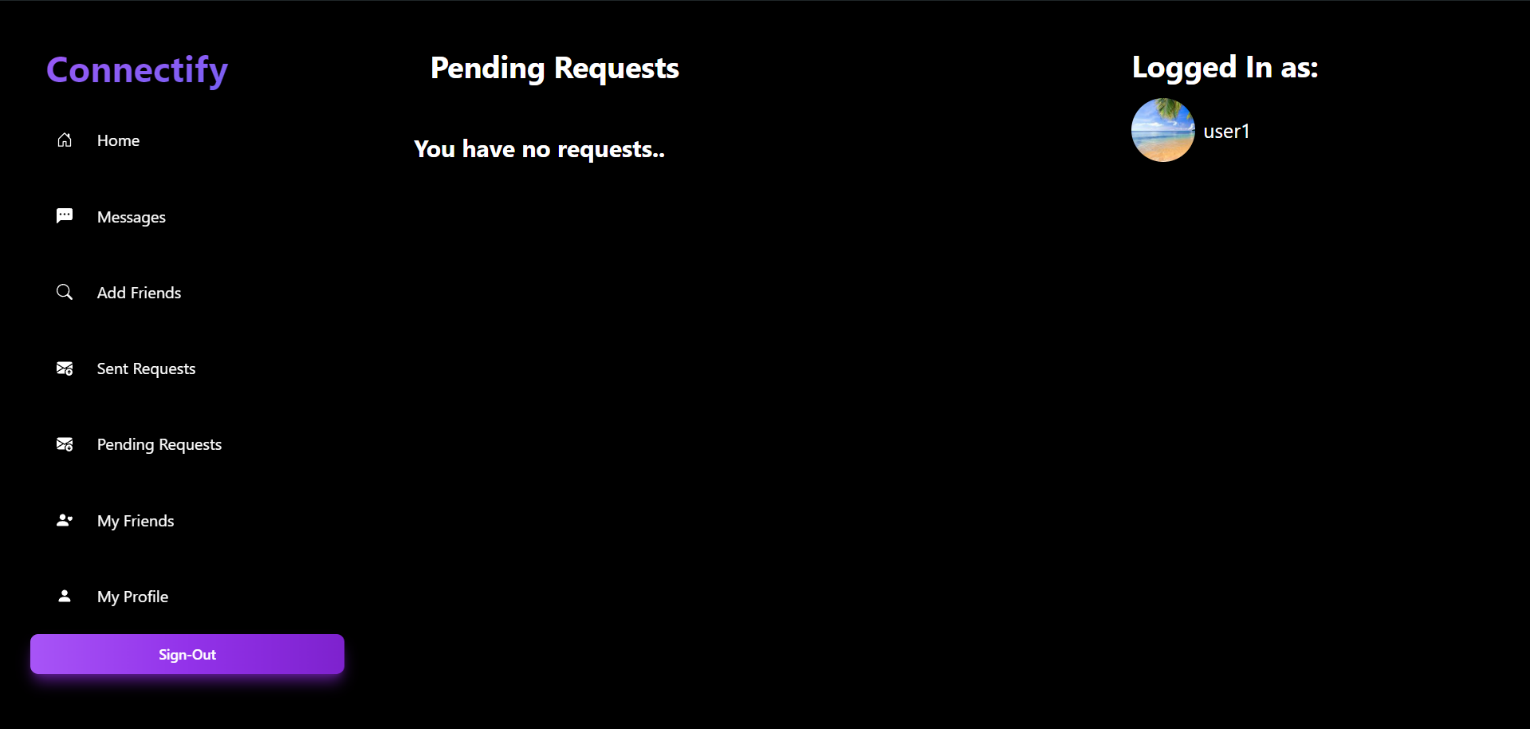 Connectify
Home
Messages
Add Friends
Sent Requests
Pending Requests
My Friends
My Profile
Sign-Out
Pending Requests
You have no requests..
Logged In as:
user1